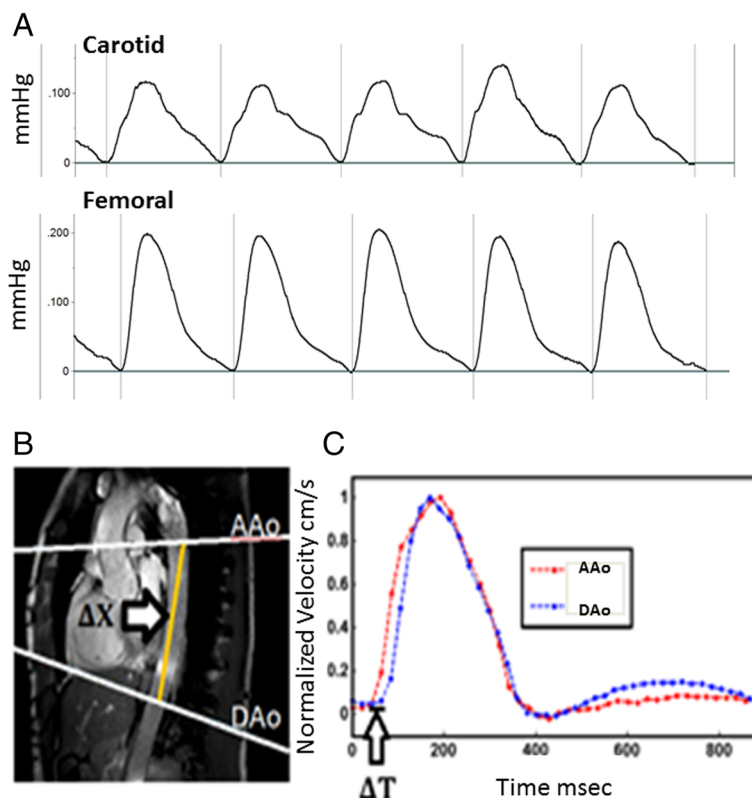 A
Carotid
mmHg
.100
0
Femoral
mmHg
.200
.100
0
B
AAo
ΔX
DAo
C
Normalized Velocity cm/s
1
0.8
0.6
0.4
0.2
0
AAo
DAo
0
200
400
600
800
ΔT
Time msec